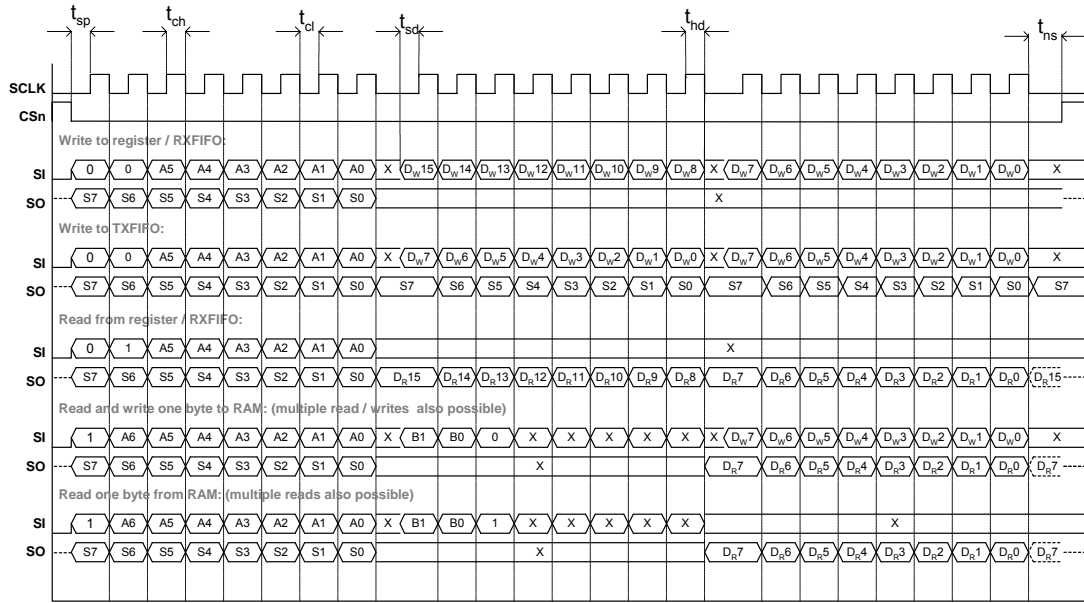 tsp tch tcl tsd thd tns
SCLK
CSn
Write to register / RXFIFO:
SI 0 0 A5 A4 A3 A2 A1 A0 X DW15 DW14 DW13 DW12 DW11 DW10 DW9 DW8 X DW7 DW6 DW5 DW4 DW3 DW2 DW1 DW0 X
SO S7 S6 S5 S4 S3 S2 S1 S0 X
Write to TXFIFO:
SI 0 0 A5 A4 A3 A2 A1 A0 X DW7 DW6 DW5 DW4 DW3 DW2 DW1 DW0 X DW7 DW6 DW5 DW4 DW3 DW2 DW1 DW0 X
SO S7 S6 S5 S4 S3 S2 S1 S0 S7 S6 S5 S4 S3 S2 S1 S0 S7 S6 S5 S4 S3 S2 S1 S0 S7
Read from register / RXFIFO:
SI 0 1 A5 A4 A3 A2 A1 A0 X
SO S7 S6 S5 S4 S3 S2 S1 S0 DR15 DR14 DR13 DR12 DR11 DR10 DR9 DR8 DR7 DR6 DR5 DR4 DR3 DR2 DR1 DR0 DR15
Read and write one byte to RAM: (multiple read / writes also possible)
SI 1 A6 A5 A4 A3 A2 A1 A0 X B1 B0 0 X X X X X X DW7 DW6 DW5 DW4 DW3 DW2 DW1 DW0 X
SO S7 S6 S5 S4 S3 S2 S1 S0 X DR7 DR6 DR5 DR4 DR3 DR2 DR1 DR0 DR7
Read one byte from RAM: (multiple reads also possible)
SI 1 A6 A5 A4 A3 A2 A1 A0 X B1 B0 1 X X X X X X
SO S7 S6 S5 S4 S3 S2 S1 S0 X DR7 DR6 DR5 DR4 DR3 DR2 DR1 DR0 DR7